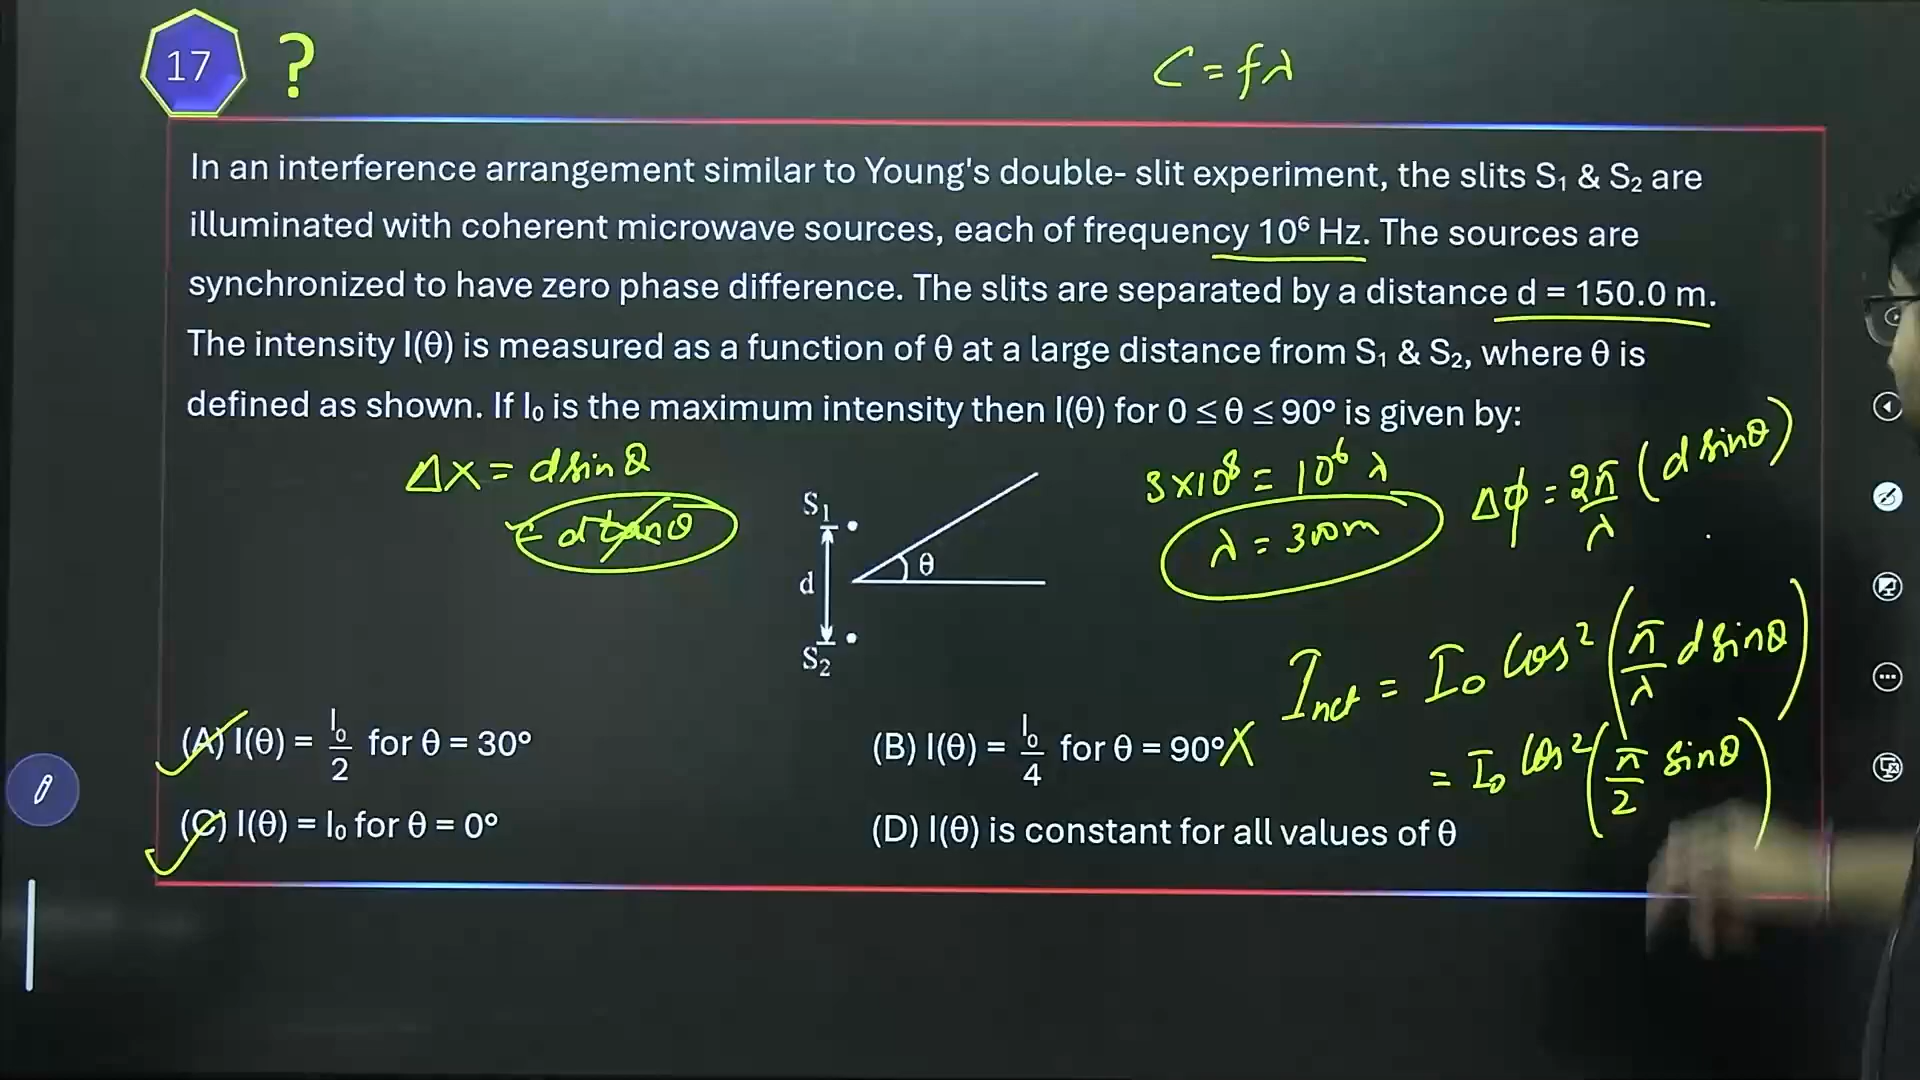 17 ?
C = fλ
In an interference arrangement similar to Young's double- slit experiment, the slits S₁ & S₂ are
illuminated with coherent microwave sources, each of frequency 10⁶ Hz. The sources are
synchronized to have zero phase difference. The slits are separated by a distance d = 150.0 m.
The intensity I(θ) is measured as a function of θ at a large distance from S₁ & S₂, where θ is
defined as shown. If I₀ is the maximum intensity then I(θ) for 0 ≤ θ ≤ 90° is given by:
Δx = d sin θ
= d tan θ
S₁
d
S₂
θ
3×10⁸ = 10⁶ λ
λ = 300m
Δϕ = 2π/λ (d sinθ)
I_net = I₀ cos² (π/λ d sinθ)
= I₀ cos² (π/2 sinθ)
(A) I(θ) = I₀/2 for θ = 30°
(B) I(θ) = I₀/4 for θ = 90° X
(C) I(θ) = I₀ for θ = 0°
(D) I(θ) is constant for all values of θ